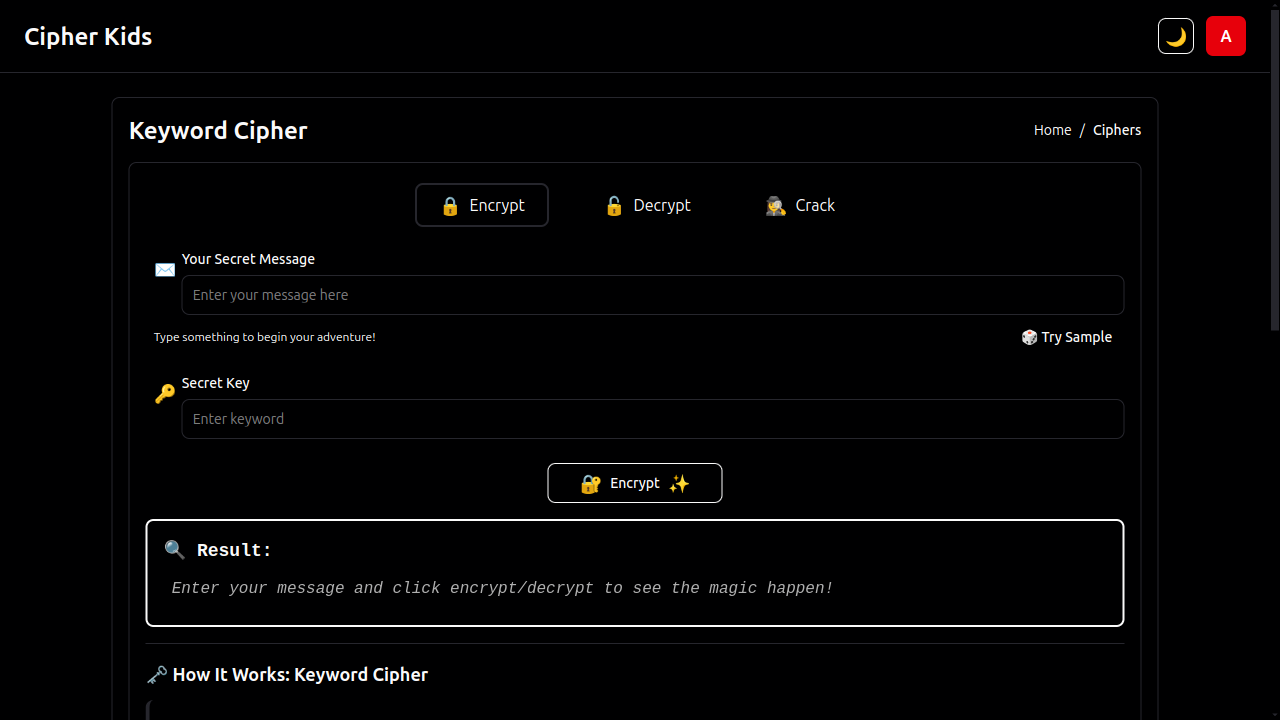 Cipher Kids
A
Keyword Cipher
Home / Ciphers
Encrypt
Decrypt
Crack
Your Secret Message
Enter your message here
Type something to begin your adventure!
Try Sample
Secret Key
Enter keyword
Encrypt
Result:
Enter your message and click encrypt/decrypt to see the magic happen!
How It Works: Keyword Cipher